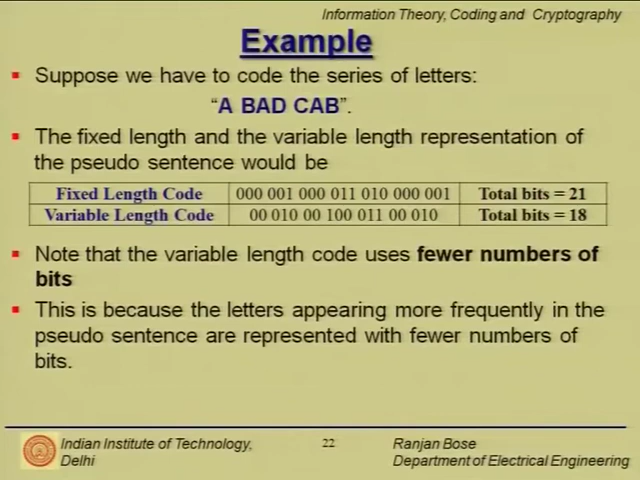 Information Theory, Coding and Cryptography
Example
Suppose we have to code the series of letters:
“A BAD CAB”.
The fixed length and the variable length representation of
the pseudo sentence would be
Fixed Length Code 000 001 000 011 010 000 001 Total bits = 21
Variable Length Code 00 010 00 100 011 00 010 Total bits = 18
Note that the variable length code uses fewer numbers of
bits
This is because the letters appearing more frequently in the
pseudo sentence are represented with fewer numbers of
bits.
Indian Institute of Technology,
Delhi
22
Ranjan Bose
Department of Electrical Engineering